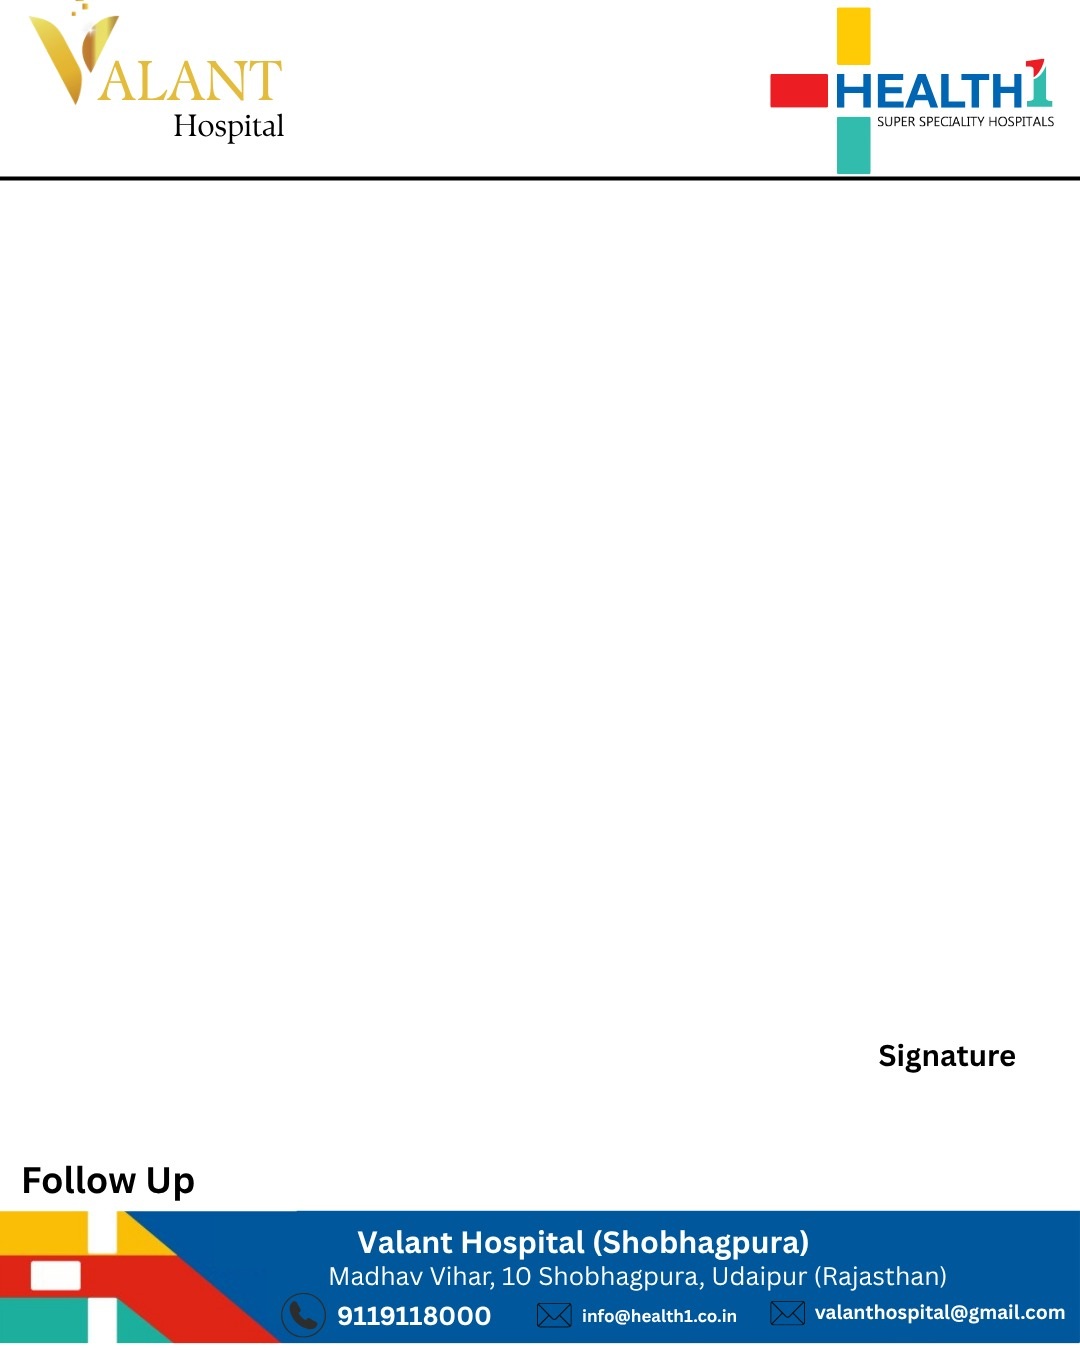 VALANT
Hospital
HEALTH1
SUPER SPECIALITY HOSPITALS
Signature
Follow Up
Valant Hospital (Shobhagpura)
Madhav Vihar, 10 Shobhagpura, Udaipur (Rajasthan)
9119118000 info@health1.co.in valanthospital@gmail.com